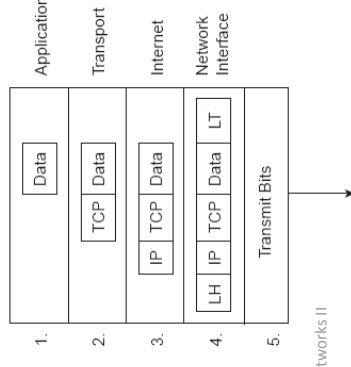 1. Data Application
2. TCP Data Transport
3. IP TCP Data Internet
4. LH IP TCP Data LT Network
Interface
5. Transmit Bits
tworks II